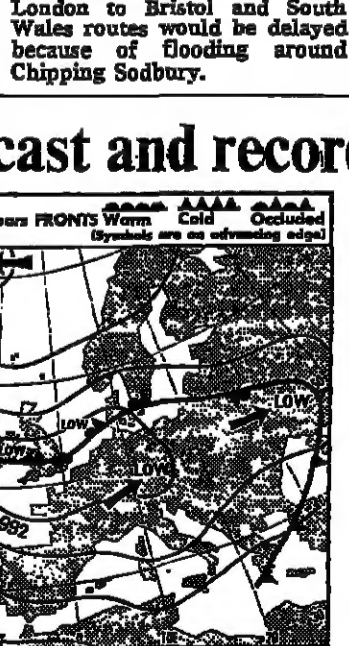 London to Bristol and South
Wales routes would be delayed
because of flooding around
Chipping Sodbury.
cast and recor
FRONTS Warm Cold Occluded
(Symbols are on advancing edge)
LOW
LOW
LOW
LOW
992